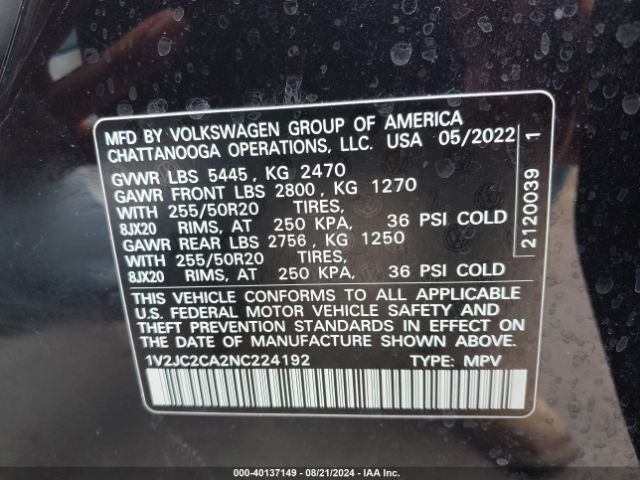 MFD BY VOLKSWAGEN GROUP OF AMERICA
CHATTANOOGA OPERATIONS, LLC. USA 05/2022
GVWR LBS 5445, KG 2470
GAWR FRONT LBS 2800, KG 1270
WITH 255/50R20 TIRES,
8JX20 RIMS, AT 250 KPA, 36 PSI COLD
GAWR REAR LBS 2756, KG 1250
WITH 255/50R20 TIRES,
8JX20 RIMS, AT 250 KPA, 36 PSI COLD
THIS VEHICLE CONFORMS TO ALL APPLICABLE
U.S. FEDERAL MOTOR VEHICLE SAFETY AND
THEFT PREVENTION STANDARDS IN EFFECT ON
THE DATE OF MANUFACTURE SHOWN ABOVE.
1V2JC2CA2NC224192 TYPE: MPV
2120039 1
000-40137149 - 08/21/2024 - IAA Inc.